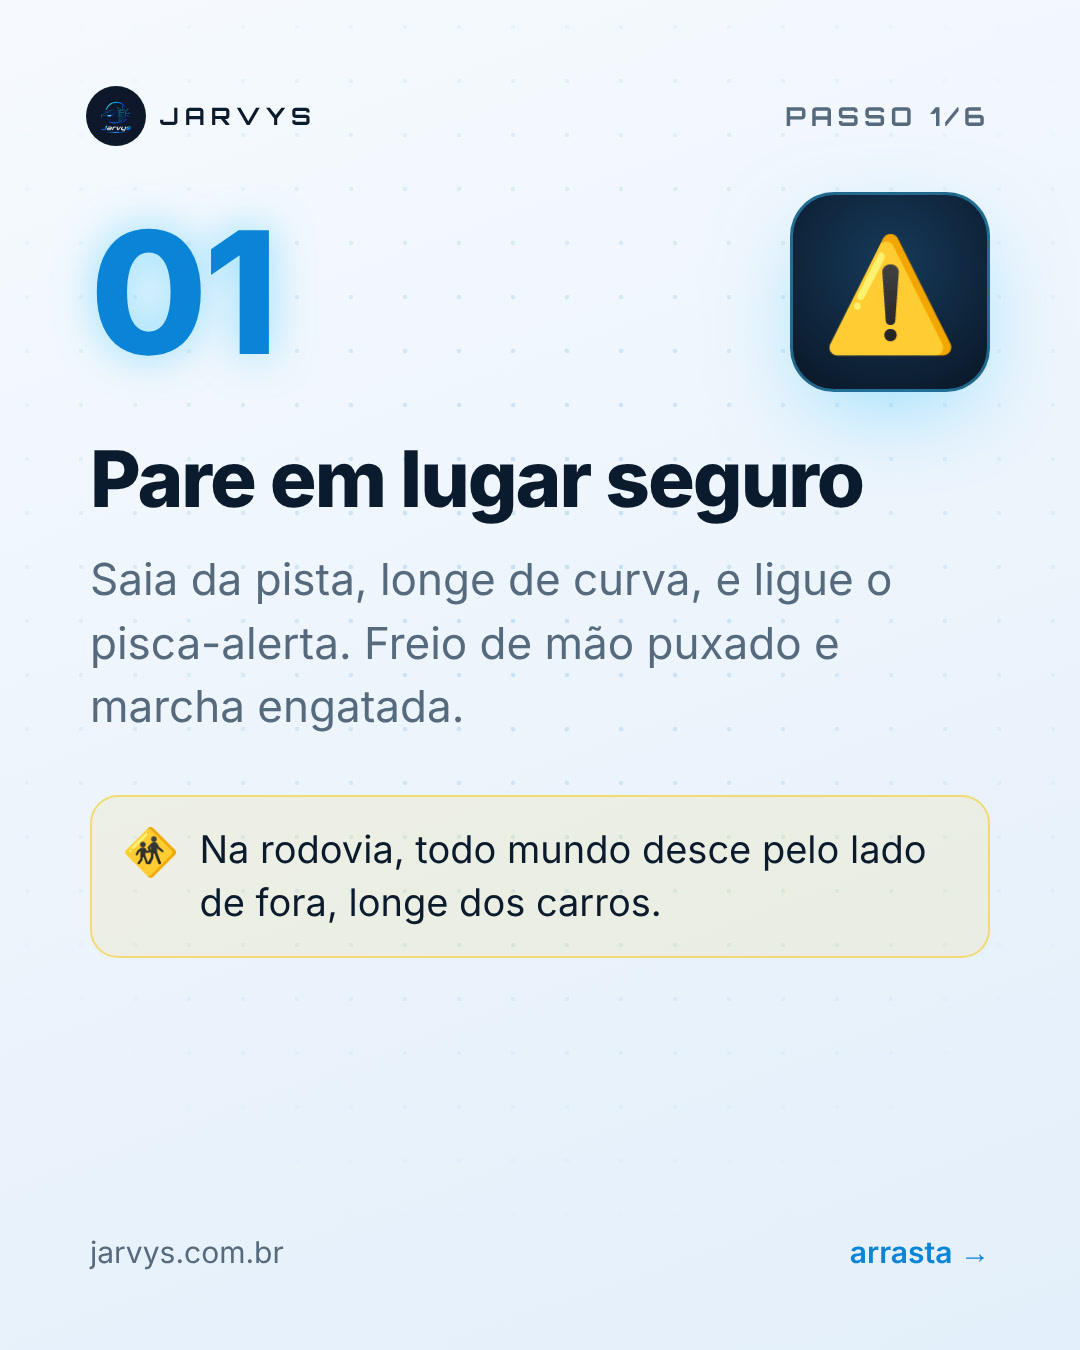 Jarvys
JARVYS
PASSO 1/6
01
Pare em lugar seguro
Saia da pista, longe de curva, e ligue o
pisca-alerta. Freio de mão puxado e
marcha engatada.
Na rodovia, todo mundo desce pelo lado
de fora, longe dos carros.
jarvys.com.br
arrasta →